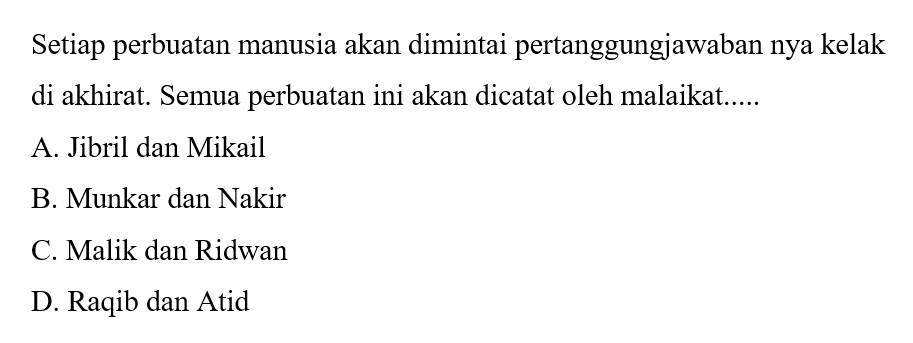 Setiap perbuatan manusia akan dimintai pertanggungjawaban nya kelak
di akhirat. Semua perbuatan ini akan dicatat oleh malaikat.....
A. Jibril dan Mikail
B. Munkar dan Nakir
C. Malik dan Ridwan
D. Raqib dan Atid